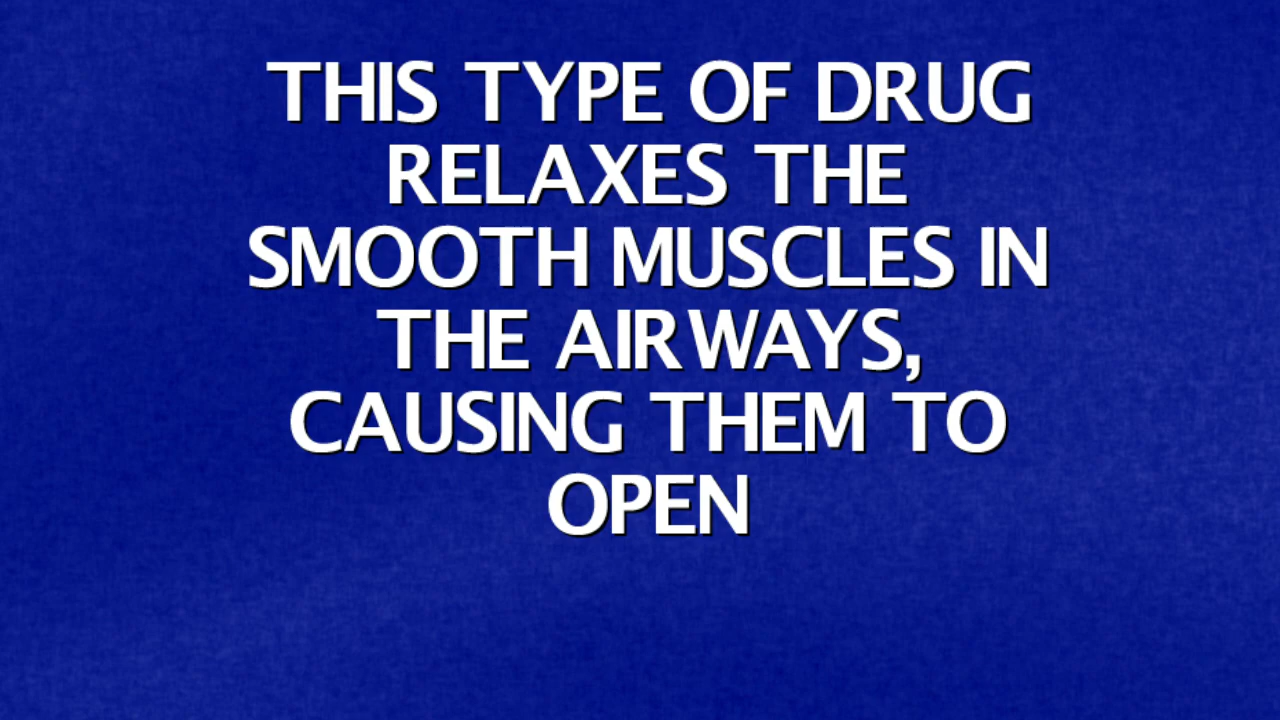 THIS TYPE OF DRUG
RELAXES THE
SMOOTH MUSCLES IN
THE AIRWAYS,
CAUSING THEM TO
OPEN